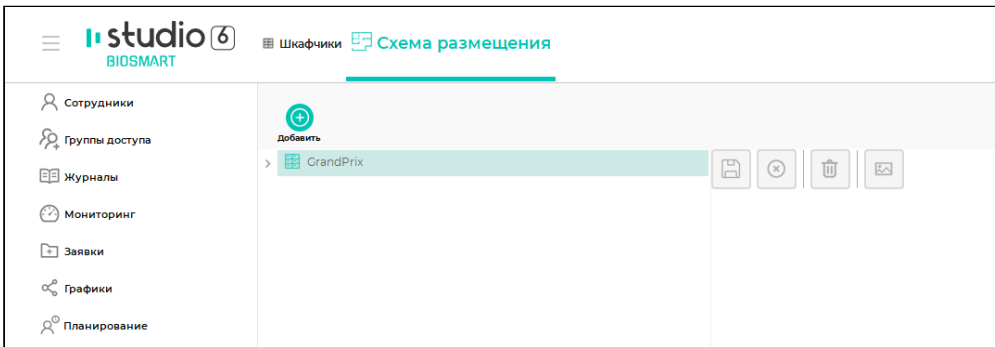 studio 6
BIOSMART
Шкафчики
Схема размещения
Сотрудники
Группы доступа
Журналы
Мониторинг
Заявки
Графики
Планирование
Добавить
GrandPrix